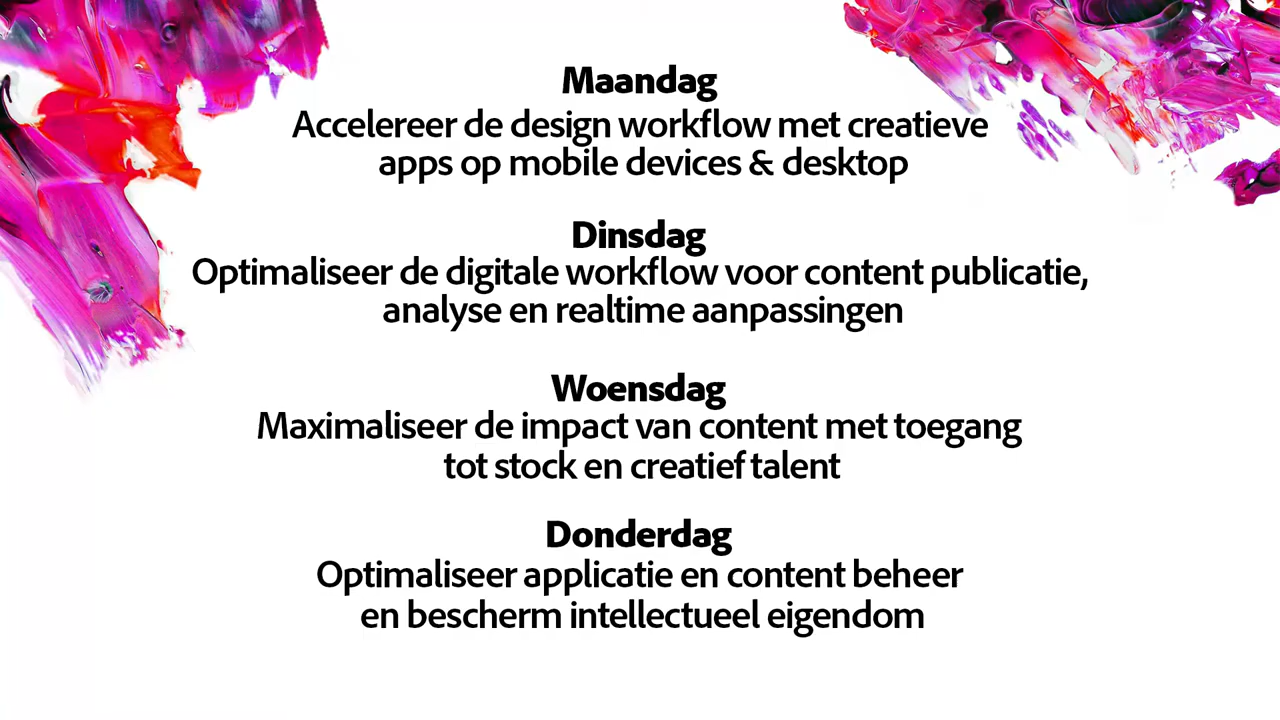 Maandag
Accelereer de design workflow met creatieve
apps op mobile devices & desktop
Dinsdag
Optimaliseer de digitale workflow voor content publicatie,
analyse en realtime aanpassingen
Woensdag
Maximaliseer de impact van content met toegang
tot stock en creatief talent
Donderdag
Optimaliseer applicatie en content beheer
en bescherm intellectueel eigendom